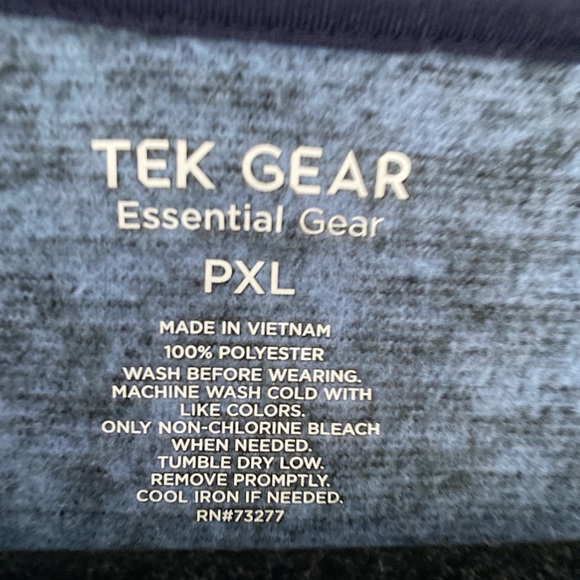 TEK GEAR
Essential Gear
PXL
MADE IN VIETNAM
100% POLYESTER
WASH BEFORE WEARING.
MACHINE WASH COLD WITH
LIKE COLORS.
ONLY NON-CHLORINE BLEACH
WHEN NEEDED.
TUMBLE DRY LOW.
REMOVE PROMPTLY.
COOL IRON IF NEEDED.
RN#73277